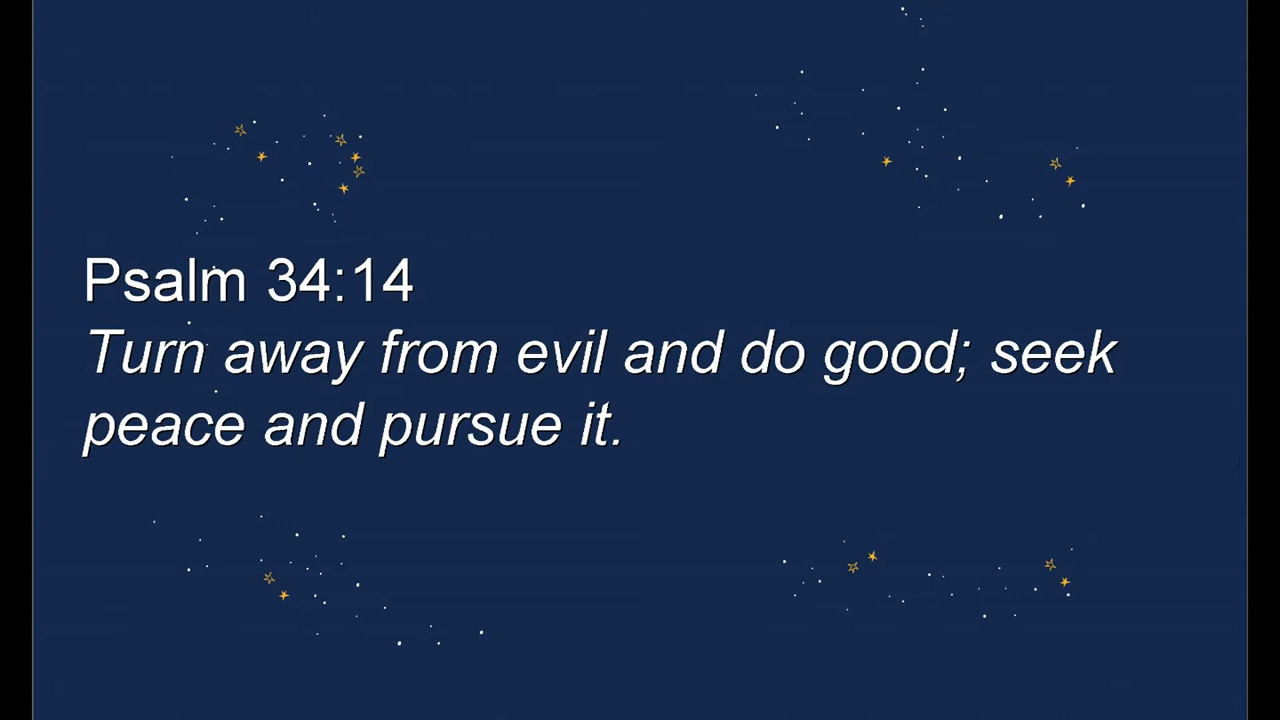 Psalm 34:14
Turn away from evil and do good; seek
peace and pursue it.